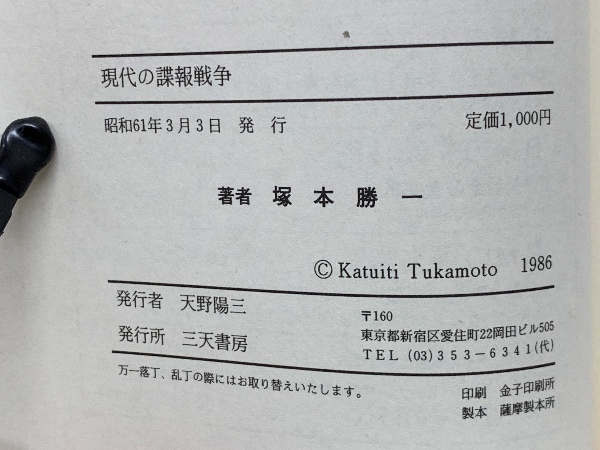 現代の諜報戦争
昭和61年3月3日 発行 定価1,000円
著者 塚本勝一
© Katuiti Tukamoto 1986
発行者 天野陽三
発行所 三天書房
〒160
東京都新宿区愛住町22岡田ビル505
TEL (03)353-6341(代)
万一落丁、乱丁の際にはお取り替えいたします。
印刷 金子印刷所
製本 薩摩製本所